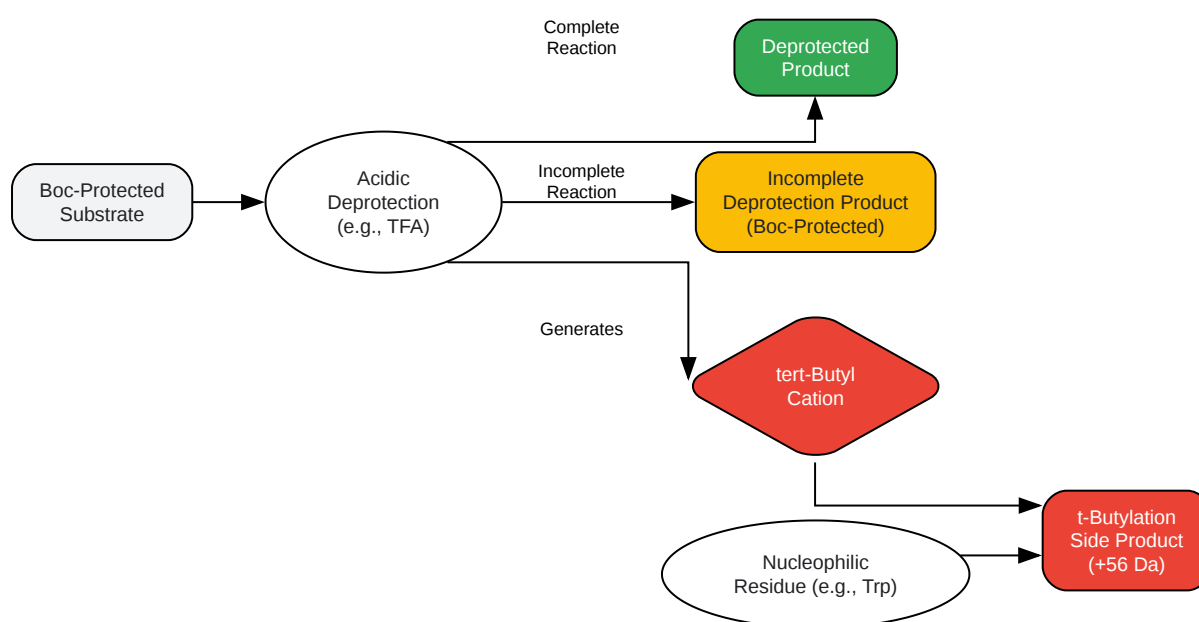 Complete
Reaction
Deprotected
Product
Boc-Protected
Substrate
Acidic
Deprotection
(e.g., TFA)
Incomplete
Reaction
Incomplete
Deprotection Product
(Boc-Protected)
Generates
tert-Butyl
Cation
Nucleophilic
Residue (e.g., Trp)
t-Butylation
Side Product
(+56 Da)